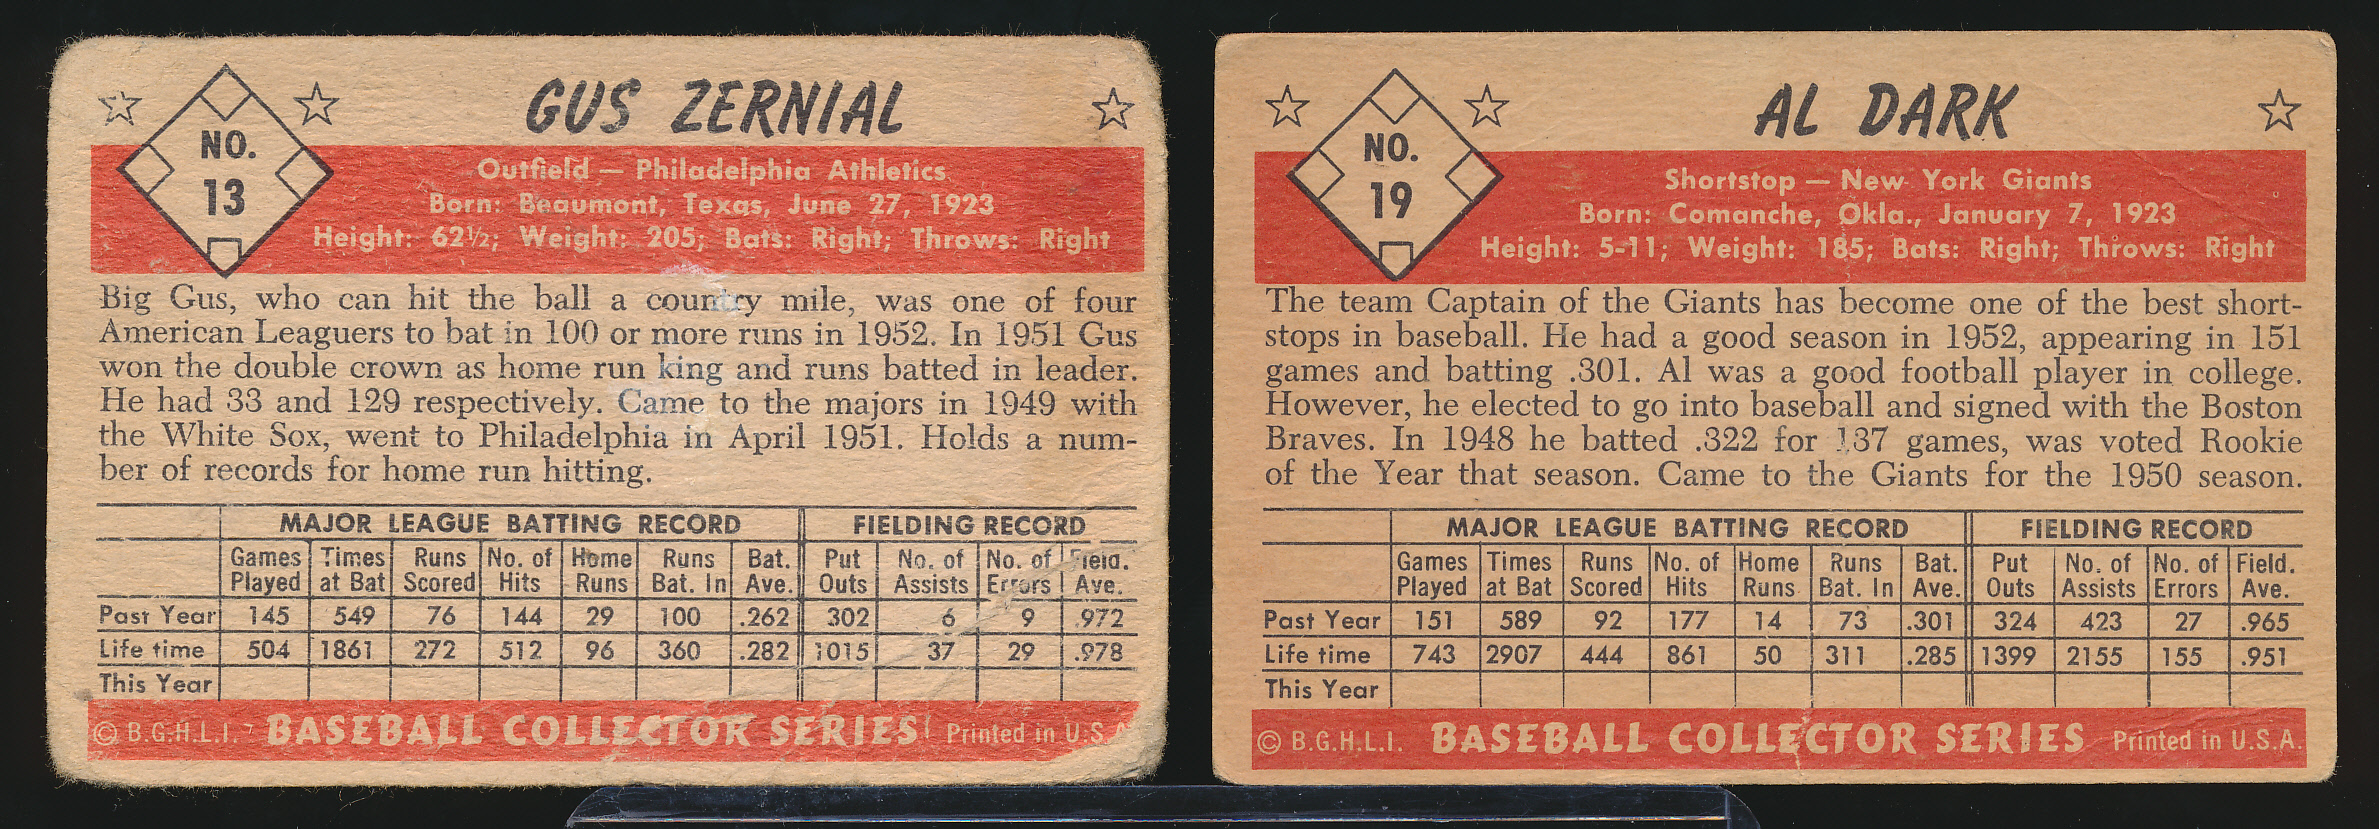 NO.
13
GUS ZERNIAL
Outfield — Philadelphia Athletics
Born: Beaumont, Texas, June 27, 1923
Height: 62½; Weight: 205; Bats: Right; Throws: Right
Big Gus, who can hit the ball a country mile, was one of four
American Leaguers to bat in 100 or more runs in 1952. In 1951 Gus
won the double crown as home run king and runs batted in leader.
He had 33 and 129 respectively. Came to the majors in 1949 with
the White Sox, went to Philadelphia in April 1951. Holds a num-
ber of records for home run hitting.
MAJOR LEAGUE BATTING RECORD FIELDING RECORD
Games Times Runs No. of Home Runs Bat. Put No. of No. of Field.
Played at Bat Scored Hits Runs Bat. In Ave. Outs Assists Errors Ave.
Past Year 145 549 76 144 29 100 .262 302 6 9 .972
Life time 504 1861 272 512 96 360 .282 1015 37 29 .978
This Year
© B.G.H.L.I. BASEBALL COLLECTOR SERIES Printed in U.S.A
NO.
19
AL DARK
Shortstop — New York Giants
Born: Comanche, Okla., January 7, 1923
Height: 5-11; Weight: 185; Bats: Right; Throws: Right
The team Captain of the Giants has become one of the best short-
stops in baseball. He had a good season in 1952, appearing in 151
games and batting .301. Al was a good football player in college.
However, he elected to go into baseball and signed with the Boston
Braves. In 1948 he batted .322 for 137 games, was voted Rookie
of the Year that season. Came to the Giants for the 1950 season.
MAJOR LEAGUE BATTING RECORD FIELDING RECORD
Games Times Runs No. of Home Runs Bat. Put No. of No. of Field.
Played at Bat Scored Hits Runs Bat. In Ave. Outs Assists Errors Ave.
Past Year 151 589 92 177 14 73 .301 324 423 27 .965
Life time 743 2907 444 861 50 311 .285 1399 2155 155 .951
This Year
© B.G.H.L.I. BASEBALL COLLECTOR SERIES Printed in U.S.A.